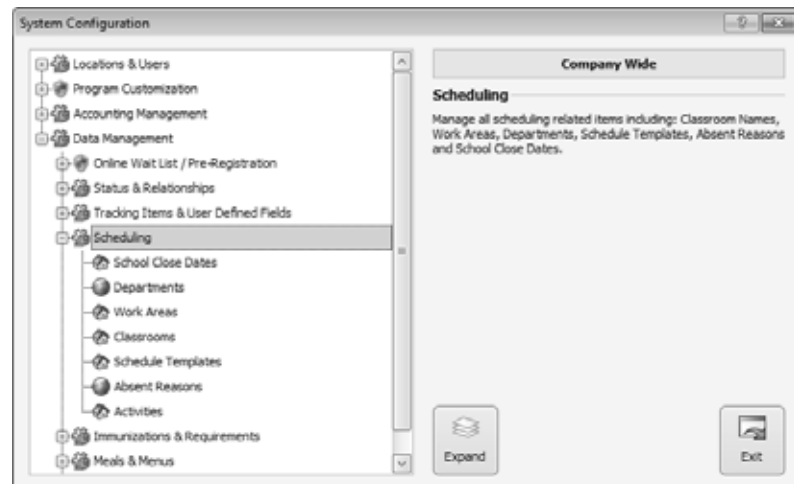 System Configuration
Locations & Users
Program Customization
Accounting Management
Data Management
Online Wait List / Pre-Registration
Status & Relationships
Tracking Items & User Defined Fields
Scheduling
School Close Dates
Departments
Work Areas
Classrooms
Schedule Templates
Absent Reasons
Activities
Immunizations & Requirements
Meals & Menus
Company Wide
Scheduling
Manage all scheduling related items including: Classroom Names,
Work Areas, Departments, Schedule Templates, Absent Reasons
and School Close Dates.
Expand
Exit